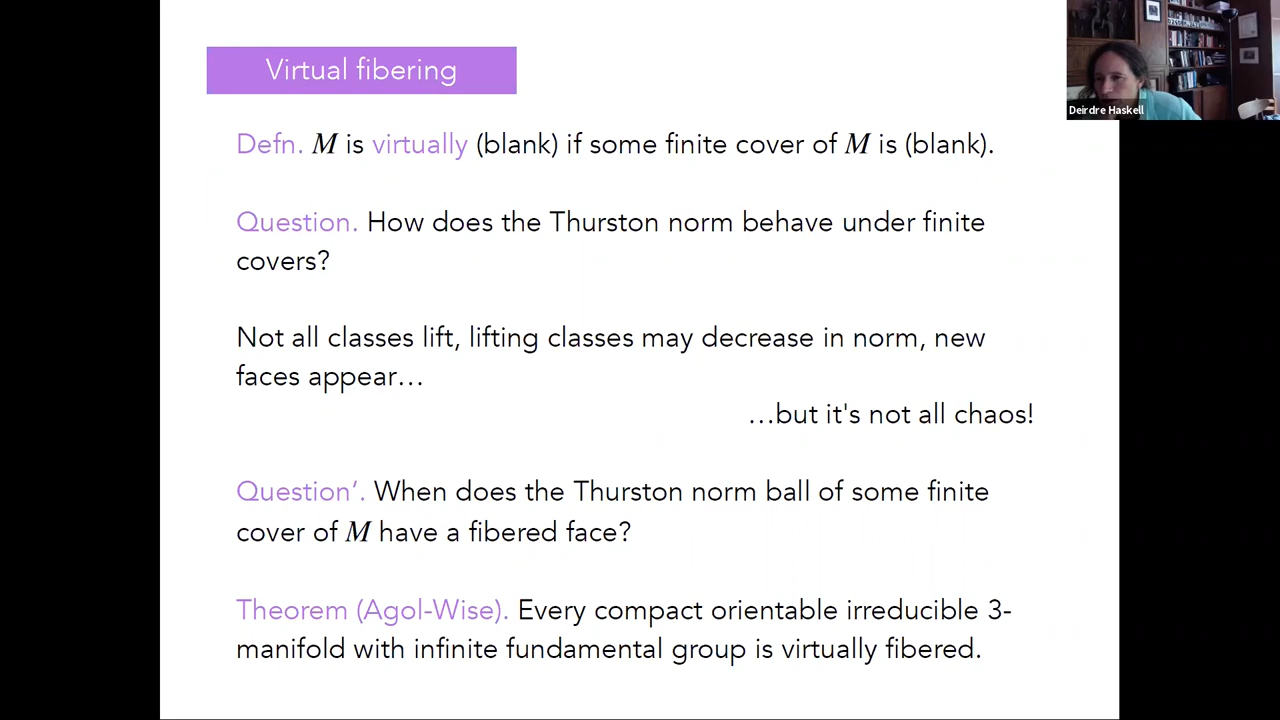 Virtual fibering
Deirdre Haskell
Defn. M is virtually (blank) if some finite cover of M is (blank).
Question. How does the Thurston norm behave under finite
covers?
Not all classes lift, lifting classes may decrease in norm, new
faces appear…
…but it's not all chaos!
Question’. When does the Thurston norm ball of some finite
cover of M have a fibered face?
Theorem (Agol-Wise). Every compact orientable irreducible 3-
manifold with infinite fundamental group is virtually fibered.